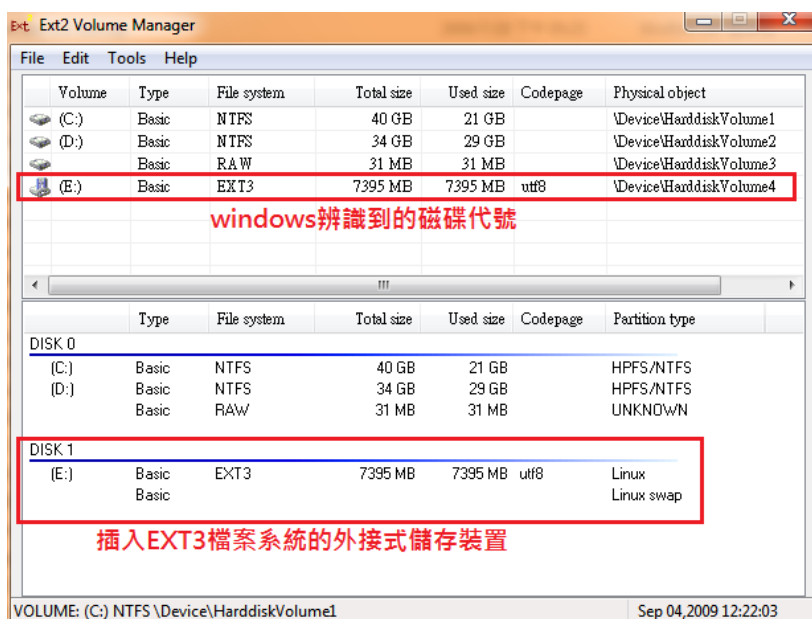 Ext2 Volume Manager
File Edit Tools Help
Volume Type File system Total size Used size Codepage Physical object
(C:) Basic NTFS 40 GB 21 GB \Device\HarddiskVolume1
(D:) Basic NTFS 34 GB 29 GB \Device\HarddiskVolume2
Basic RAW 31 MB 31 MB \Device\HarddiskVolume3
(E:) Basic EXT3 7395 MB 7395 MB utf8 \Device\HarddiskVolume4
windows辨識到的磁碟代號
Type File system Total size Used size Codepage Partition type
DISK 0
(C:) Basic NTFS 40 GB 21 GB HPFS/NTFS
(D:) Basic NTFS 34 GB 29 GB HPFS/NTFS
Basic RAW 31 MB 31 MB UNKNOWN
DISK 1
(E:) Basic EXT3 7395 MB 7395 MB utf8 Linux
Basic Linux swap
插入EXT3檔案系統的外接式儲存裝置
VOLUME: (C:) NTFS \Device\HarddiskVolume1 Sep 04,2009 12:22:03